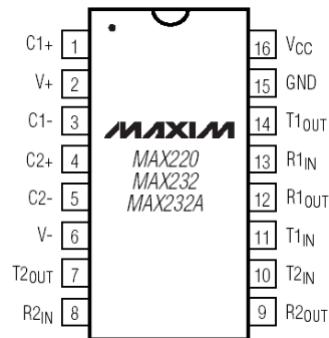 C1+ 1 16 VCC
V+ 2 15 GND
C1- 3 14 T1OUT
MAXIM
C2+ 4 MAX220 13 R1IN
MAX232
C2- 5 MAX232A 12 R1OUT
V- 6 11 T1IN
T2OUT 7 10 T2IN
R2IN 8 9 R2OUT